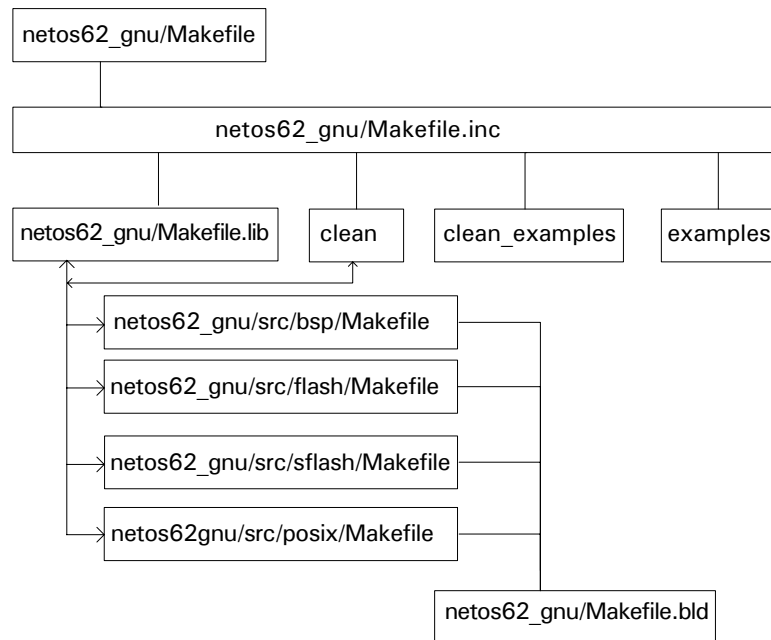 netos62_gnu/Makefile
netos62_gnu/Makefile.inc
netos62_gnu/Makefile.lib
clean
clean_examples
examples
netos62_gnu/src/bsp/Makefile
netos62_gnu/src/flash/Makefile
netos62_gnu/src/sflash/Makefile
netos62gnu/src/posix/Makefile
netos62_gnu/Makefile.bld